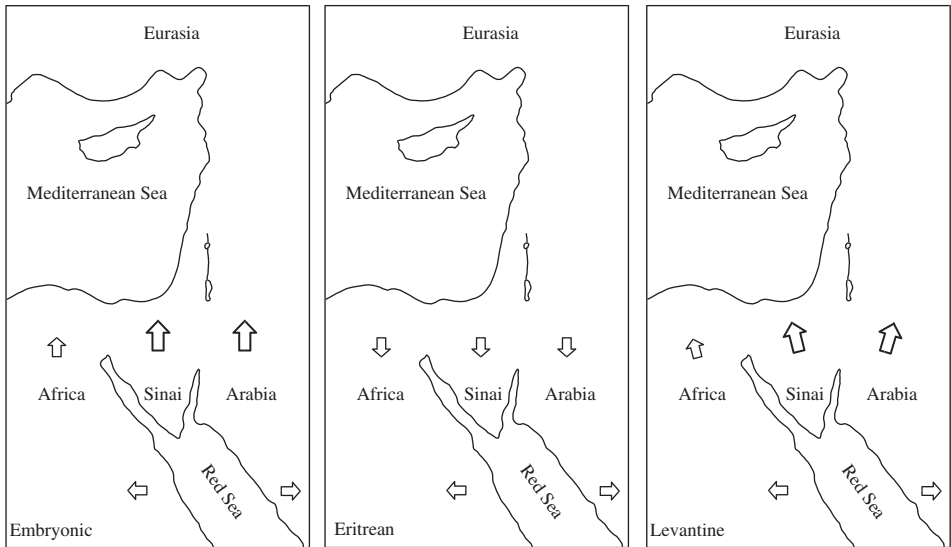 Eurasia
Mediterranean Sea
Africa
Sinai
Arabia
Red Sea
Embryonic
Eurasia
Mediterranean Sea
Africa
Sinai
Arabia
Red Sea
Eritrean
Eurasia
Mediterranean Sea
Africa
Sinai
Arabia
Red Sea
Levantine